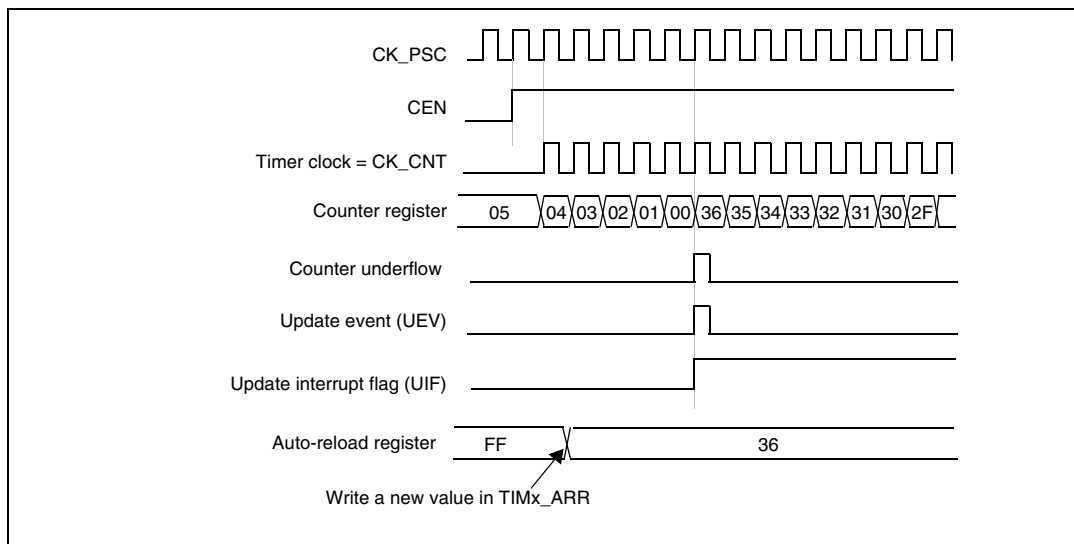 CK_PSC
CEN
Timer clock = CK_CNT
Counter register 05 04 03 02 01 00 36 35 34 33 32 31 30 2F
Counter underflow
Update event (UEV)
Update interrupt flag (UIF)
Auto-reload register FF 36
Write a new value in TIMx_ARR